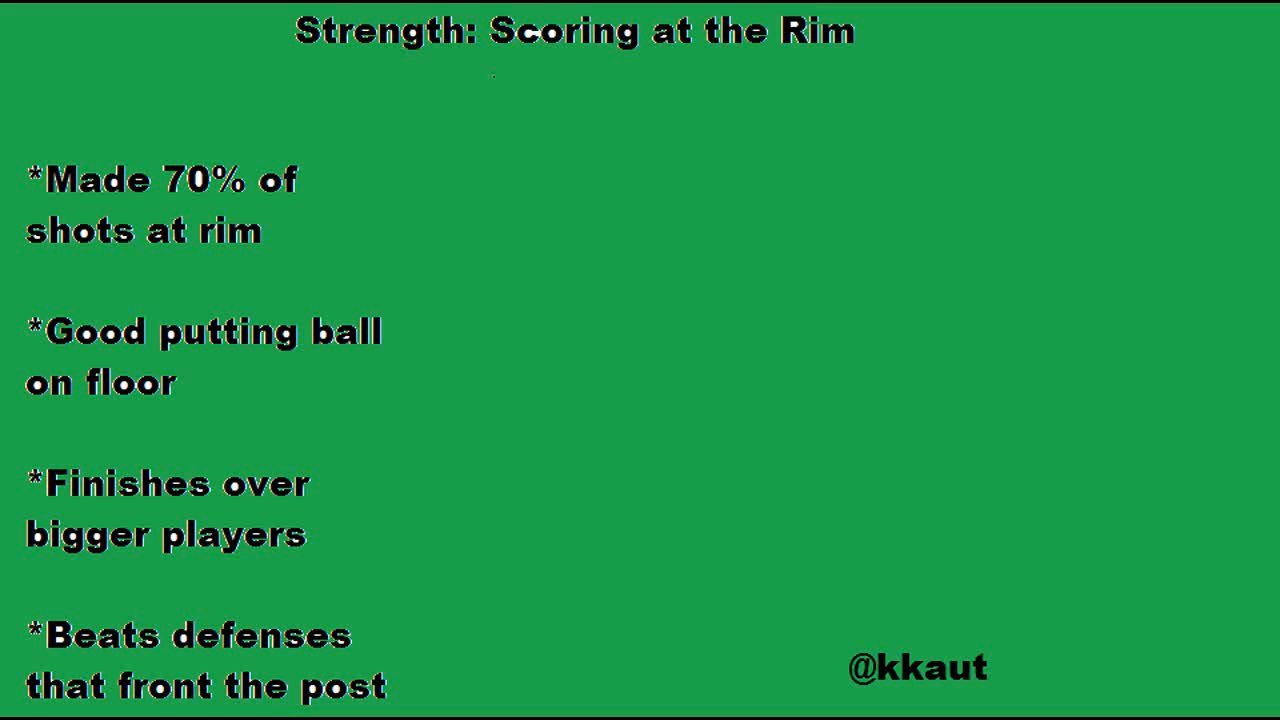 Strength: Scoring at the Rim
*Made 70% of
shots at rim
*Good putting ball
on floor
*Finishes over
bigger players
*Beats defenses
that front the post
@kkaut